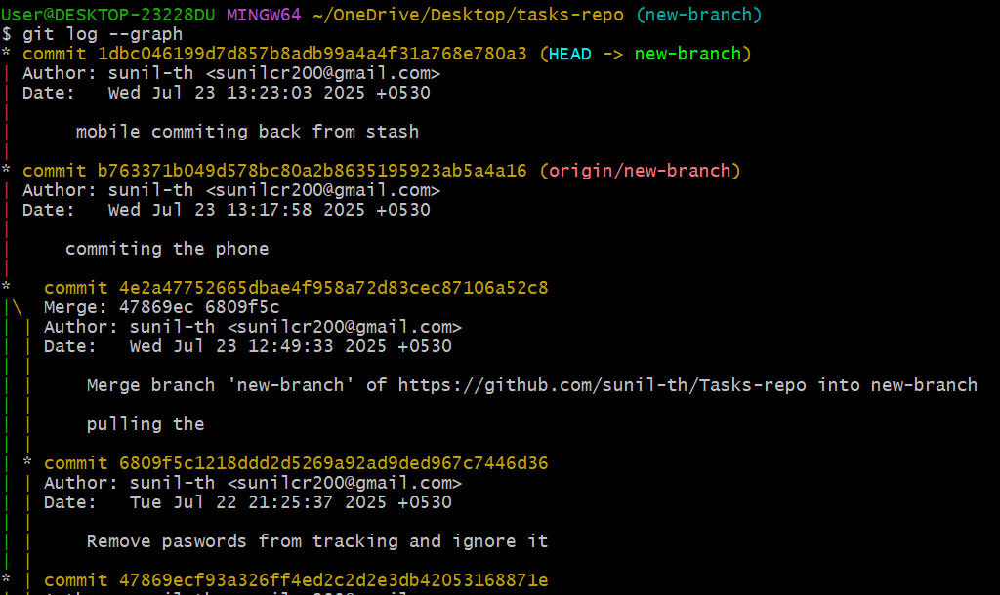 User@DESKTOP-23228DU MINGW64 ~/OneDrive/Desktop/tasks-repo (new-branch)
$ git log --graph
* commit 1dbc046199d7d857b8adb99a4a4f31a768e780a3 (HEAD -> new-branch)
| Author: sunil-th <sunilcr200@gmail.com>
| Date:   Wed Jul 23 13:23:03 2025 +0530
|
|      mobile commiting back from stash
|
* commit b763371b049d578bc80a2b8635195923ab5a4a16 (origin/new-branch)
| Author: sunil-th <sunilcr200@gmail.com>
| Date:   Wed Jul 23 13:17:58 2025 +0530
|
|     commiting the phone
|
*   commit 4e2a47752665dbae4f958a72d83cec87106a52c8
|\  Merge: 47869ec 6809f5c
| | Author: sunil-th <sunilcr200@gmail.com>
| | Date:   Wed Jul 23 12:49:33 2025 +0530
| |
| |     Merge branch 'new-branch' of https://github.com/sunil-th/Tasks-repo into new-branch
| |
| |     pulling the
| |
| * commit 6809f5c1218ddd2d5269a92ad9ded967c7446d36
| | Author: sunil-th <sunilcr200@gmail.com>
| | Date:   Tue Jul 22 21:25:37 2025 +0530
| |
| |     Remove paswords from tracking and ignore it
| |
* | commit 47869ecf93a326ff4ed2c2d2e3db42053168871e